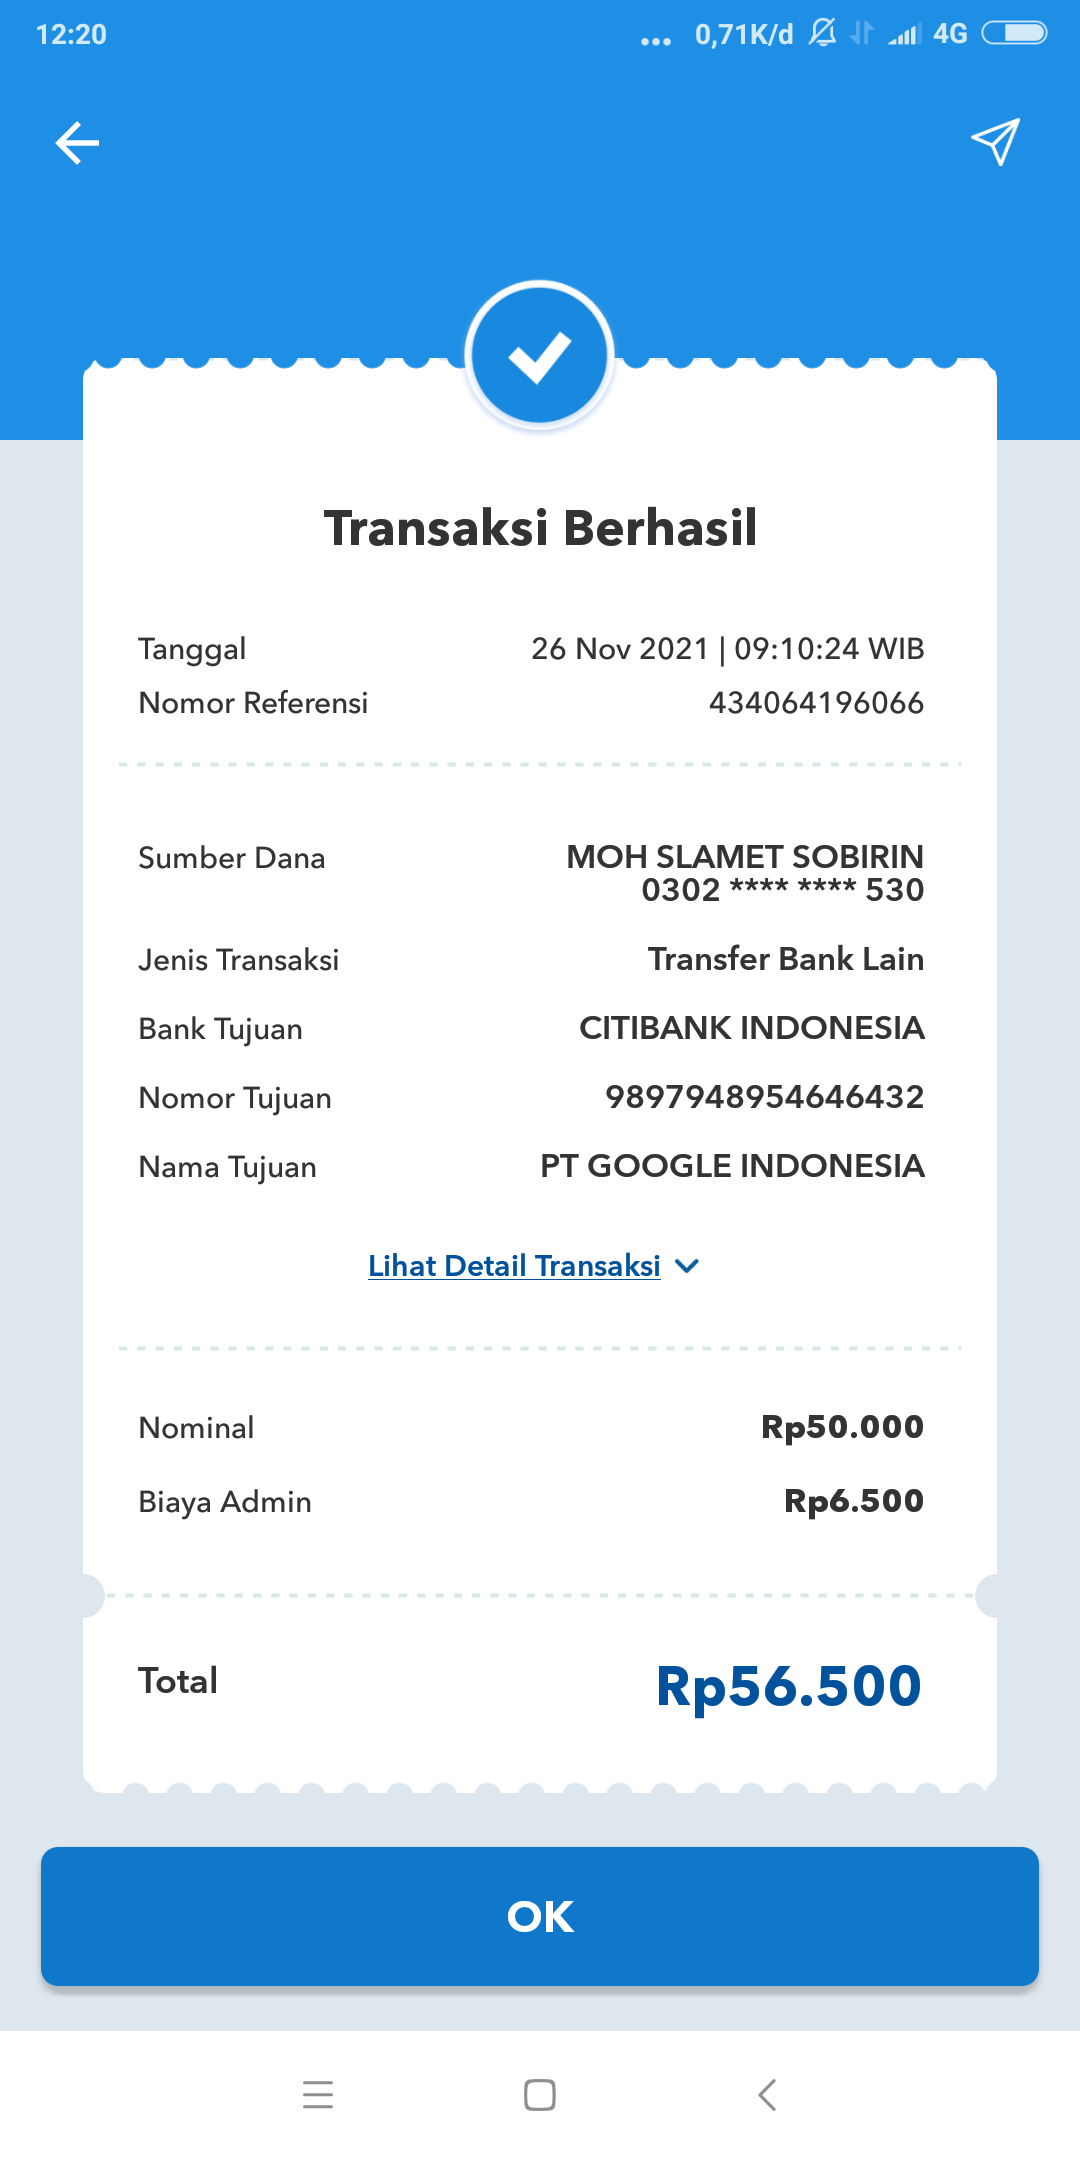 12:20
... 0,71K/d 4G
Transaksi Berhasil
Tanggal 26 Nov 2021 | 09:10:24 WIB
Nomor Referensi 434064196066
Sumber Dana MOH SLAMET SOBIRIN
0302 **** **** 530
Jenis Transaksi Transfer Bank Lain
Bank Tujuan CITIBANK INDONESIA
Nomor Tujuan 9897948954646432
Nama Tujuan PT GOOGLE INDONESIA
Lihat Detail Transaksi
Nominal Rp50.000
Biaya Admin Rp6.500
Total Rp56.500
OK